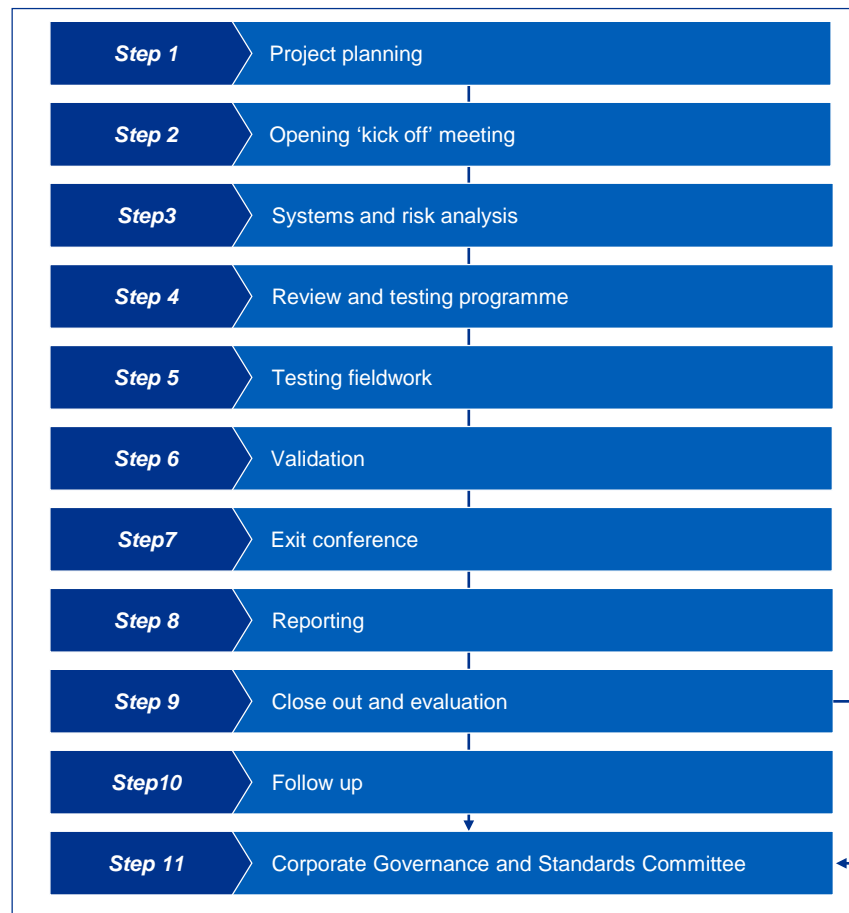 Step 1 Project planning
Step 2 Opening ‘kick off’ meeting
Step3 Systems and risk analysis
Step 4 Review and testing programme
Step 5 Testing fieldwork
Step 6 Validation
Step7 Exit conference
Step 8 Reporting
Step 9 Close out and evaluation
Step10 Follow up
Step 11 Corporate Governance and Standards Committee